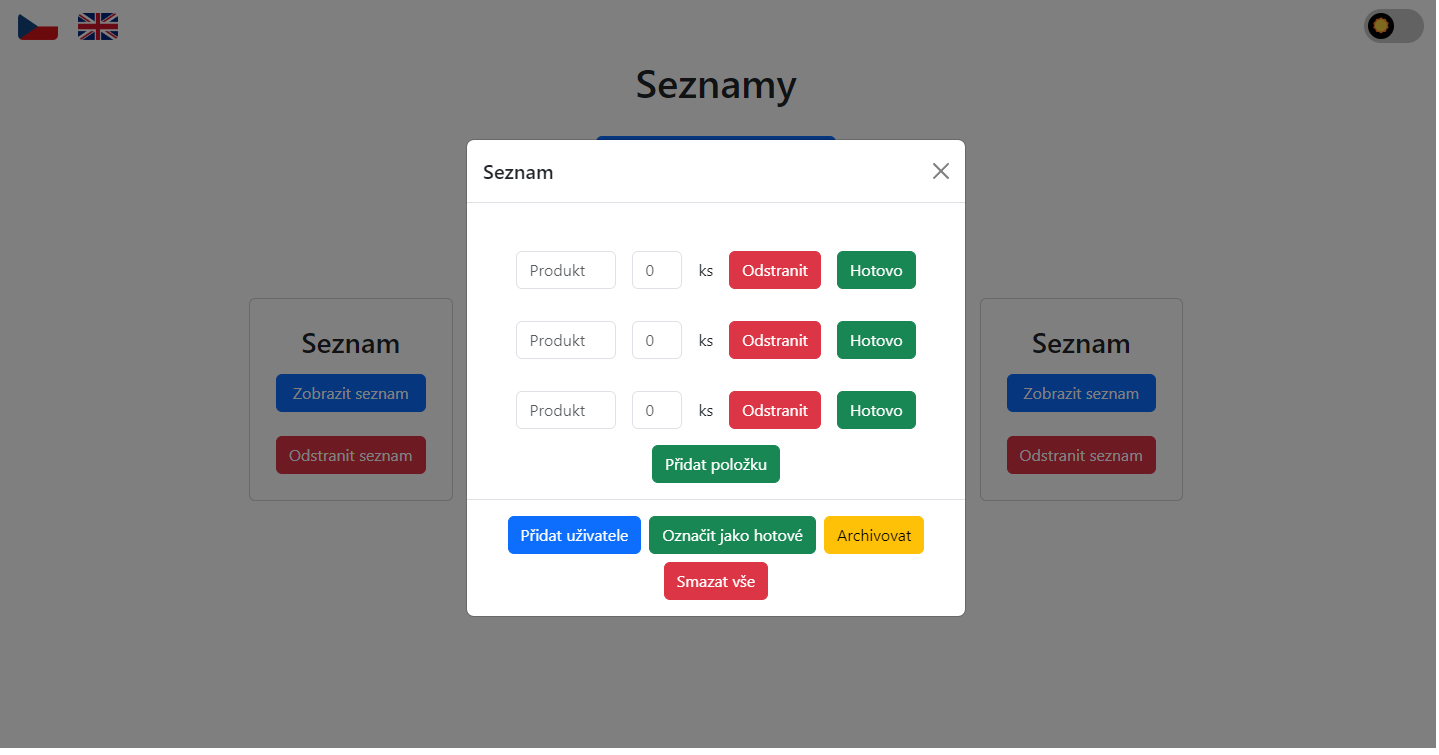 Seznamy
Seznam
Produkt 0 ks Odstranit Hotovo
Produkt 0 ks Odstranit Hotovo
Produkt 0 ks Odstranit Hotovo
Přidat položku
Přidat uživatele Označit jako hotové Archivovat
Smazat vše
Seznam
Zobrazit seznam
Odstranit seznam
Seznam
Zobrazit seznam
Odstranit seznam